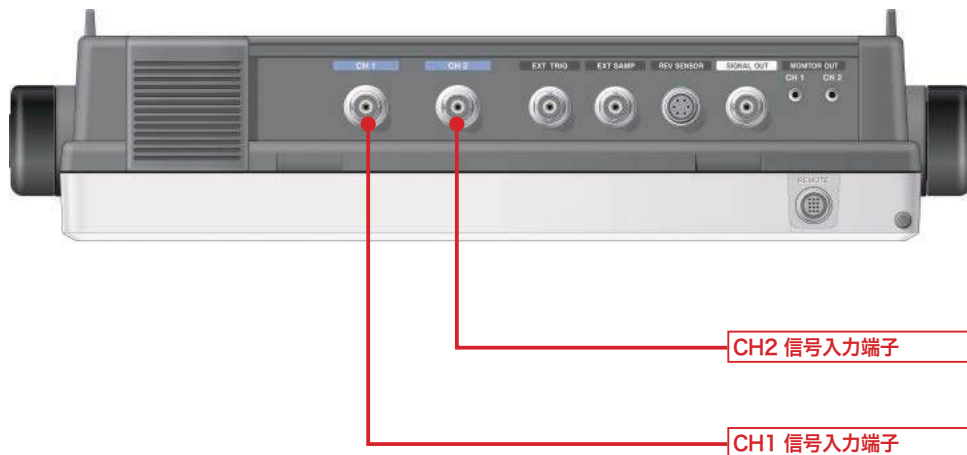 CH 1
CH 2
EXT TRIG
EXT SAMP
REV SENSOR
SIGNAL OUT
MONITOR OUT
CH 1 CH 2
REMOTE
CH2 信号入力端子
CH1 信号入力端子